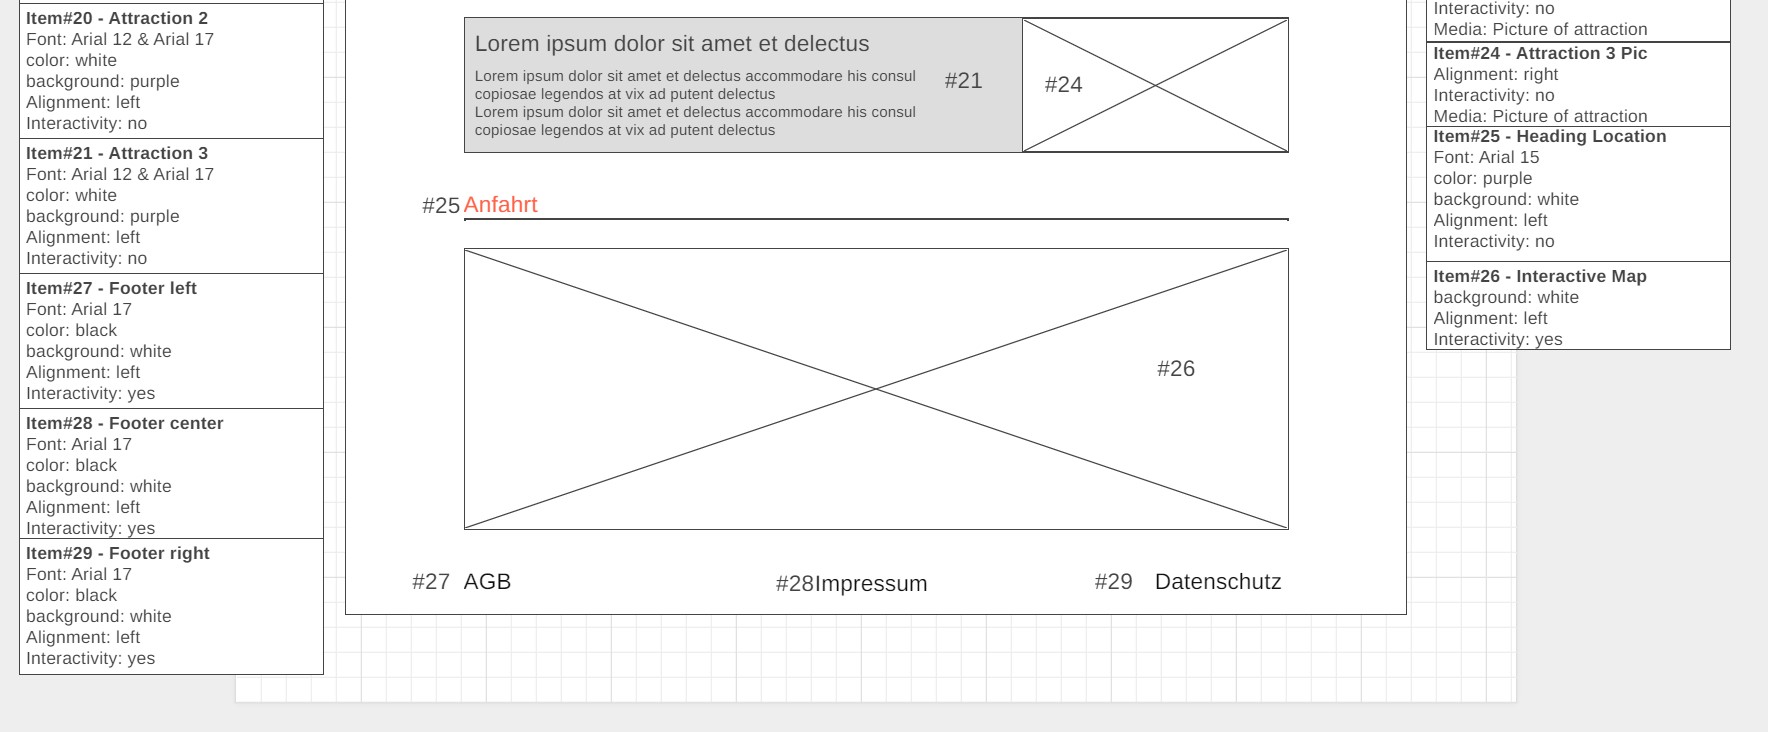 Item#20 - Attraction 2
Font: Arial 12 & Arial 17
color: white
background: purple
Alignment: left
Interactivity: no
Item#21 - Attraction 3
Font: Arial 12 & Arial 17
color: white
background: purple
Alignment: left
Interactivity: no
Item#27 - Footer left
Font: Arial 17
color: black
background: white
Alignment: left
Interactivity: yes
Item#28 - Footer center
Font: Arial 17
color: black
background: white
Alignment: left
Interactivity: yes
Item#29 - Footer right
Font: Arial 17
color: black
background: white
Alignment: left
Interactivity: yes
Lorem ipsum dolor sit amet et delectus
Lorem ipsum dolor sit amet et delectus accommodare his consul
copiosae legendos at vix ad putent delectus
Lorem ipsum dolor sit amet et delectus accommodare his consul
copiosae legendos at vix ad putent delectus
#21
#24
#25 Anfahrt
#26
#27 AGB
#28 Impressum
#29 Datenschutz
Interactivity: no
Media: Picture of attraction
Item#24 - Attraction 3 Pic
Alignment: right
Interactivity: no
Media: Picture of attraction
Item#25 - Heading Location
Font: Arial 15
color: purple
background: white
Alignment: left
Interactivity: no
Item#26 - Interactive Map
background: white
Alignment: left
Interactivity: yes